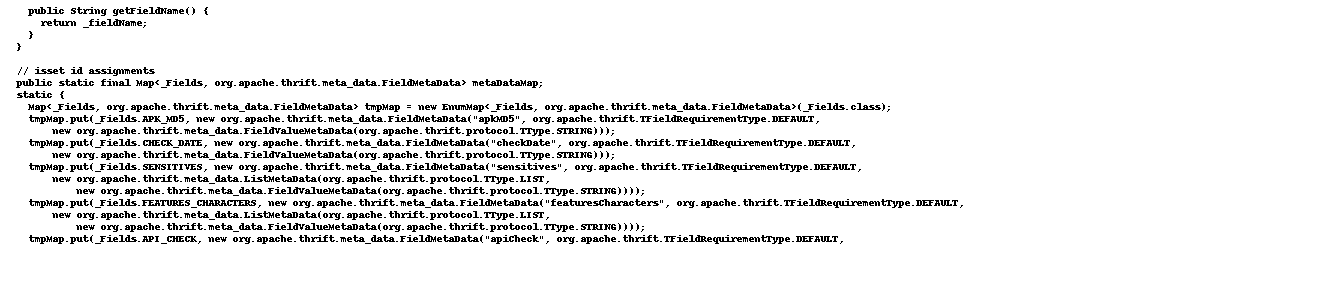 public String getFieldName() {
return _fieldName;
}
}
// isset id assignments
public static final Map<_Fields, org.apache.thrift.meta_data.FieldMetaData> metaDataMap;
static {
Map<_Fields, org.apache.thrift.meta_data.FieldMetaData> tmpMap = new EnumMap<_Fields, org.apache.thrift.meta_data.FieldMetaData>(_Fields.class);
tmpMap.put(_Fields.APK_MD5, new org.apache.thrift.meta_data.FieldMetaData("apkMD5", org.apache.thrift.TFieldRequirementType.DEFAULT,
new org.apache.thrift.meta_data.FieldValueMetaData(org.apache.thrift.protocol.TType.STRING)));
tmpMap.put(_Fields.CHECK_DATE, new org.apache.thrift.meta_data.FieldMetaData("checkDate", org.apache.thrift.TFieldRequirementType.DEFAULT,
new org.apache.thrift.meta_data.FieldValueMetaData(org.apache.thrift.protocol.TType.STRING)));
tmpMap.put(_Fields.SENSITIVES, new org.apache.thrift.meta_data.FieldMetaData("sensitives", org.apache.thrift.TFieldRequirementType.DEFAULT,
new org.apache.thrift.meta_data.ListMetaData(org.apache.thrift.protocol.TType.LIST,
new org.apache.thrift.meta_data.FieldValueMetaData(org.apache.thrift.protocol.TType.STRING))));
tmpMap.put(_Fields.FEATURES_CHARACTERS, new org.apache.thrift.meta_data.FieldMetaData("featuresCharacters", org.apache.thrift.TFieldRequirementType.DEFAULT,
new org.apache.thrift.meta_data.ListMetaData(org.apache.thrift.protocol.TType.LIST,
new org.apache.thrift.meta_data.FieldValueMetaData(org.apache.thrift.protocol.TType.STRING))));
tmpMap.put(_Fields.API_CHECK, new org.apache.thrift.meta_data.FieldMetaData("apiCheck", org.apache.thrift.TFieldRequirementType.DEFAULT,